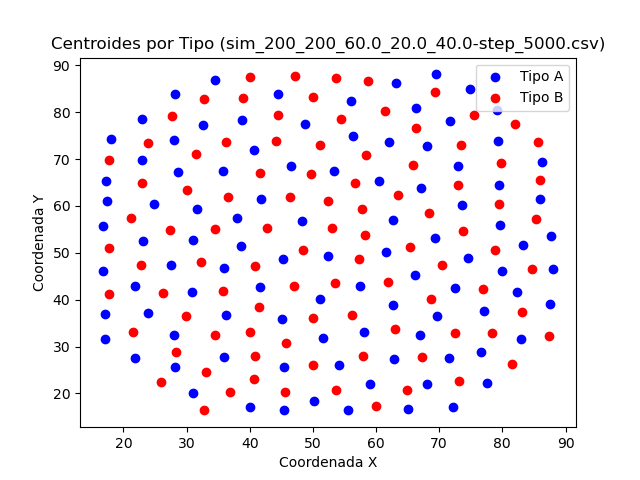 Centroides por Tipo (sim_200_200_60.0_20.0_40.0-step_5000.csv)
Tipo A
Tipo B
Coordenada Y
90
80
70
60
50
40
30
20
20 30 40 50 60 70 80 90
Coordenada X